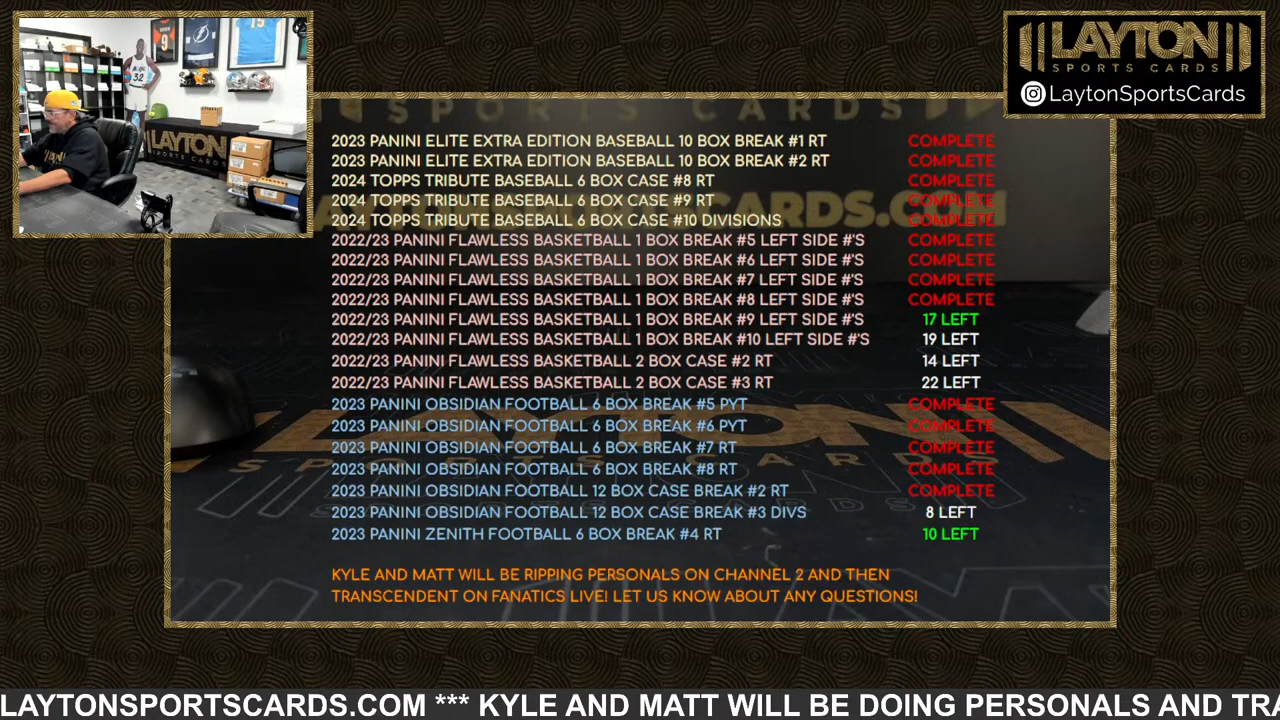 LAYTON
SPORTS CARDS
LaytonSportsCards
2023 PANINI ELITE EXTRA EDITION BASEBALL 10 BOX BREAK #1 RT COMPLETE
2023 PANINI ELITE EXTRA EDITION BASEBALL 10 BOX BREAK #2 RT COMPLETE
2024 TOPPS TRIBUTE BASEBALL 6 BOX CASE #8 RT COMPLETE
2024 TOPPS TRIBUTE BASEBALL 6 BOX CASE #9 RT COMPLETE
2024 TOPPS TRIBUTE BASEBALL 6 BOX CASE #10 DIVISIONS COMPLETE
2022/23 PANINI FLAWLESS BASKETBALL 1 BOX BREAK #5 LEFT SIDE #'S COMPLETE
2022/23 PANINI FLAWLESS BASKETBALL 1 BOX BREAK #6 LEFT SIDE #'S COMPLETE
2022/23 PANINI FLAWLESS BASKETBALL 1 BOX BREAK #7 LEFT SIDE #'S COMPLETE
2022/23 PANINI FLAWLESS BASKETBALL 1 BOX BREAK #8 LEFT SIDE #'S COMPLETE
2022/23 PANINI FLAWLESS BASKETBALL 1 BOX BREAK #9 LEFT SIDE #'S 17 LEFT
2022/23 PANINI FLAWLESS BASKETBALL 1 BOX BREAK #10 LEFT SIDE #'S 19 LEFT
2022/23 PANINI FLAWLESS BASKETBALL 2 BOX CASE #2 RT 14 LEFT
2022/23 PANINI FLAWLESS BASKETBALL 2 BOX CASE #3 RT 22 LEFT
2023 PANINI OBSIDIAN FOOTBALL 6 BOX BREAK #5 PYT COMPLETE
2023 PANINI OBSIDIAN FOOTBALL 6 BOX BREAK #6 PYT COMPLETE
2023 PANINI OBSIDIAN FOOTBALL 6 BOX BREAK #7 RT COMPLETE
2023 PANINI OBSIDIAN FOOTBALL 6 BOX BREAK #8 RT COMPLETE
2023 PANINI OBSIDIAN FOOTBALL 12 BOX CASE BREAK #2 RT COMPLETE
2023 PANINI OBSIDIAN FOOTBALL 12 BOX CASE BREAK #3 DIVS 8 LEFT
2023 PANINI ZENITH FOOTBALL 6 BOX BREAK #4 RT 10 LEFT
KYLE AND MATT WILL BE RIPPING PERSONALS ON CHANNEL 2 AND THEN
TRANSCENDENT ON FANATICS LIVE! LET US KNOW ABOUT ANY QUESTIONS!
LAYTONSPORTSCARDS.COM *** KYLE AND MATT WILL BE DOING PERSONALS AND TRA